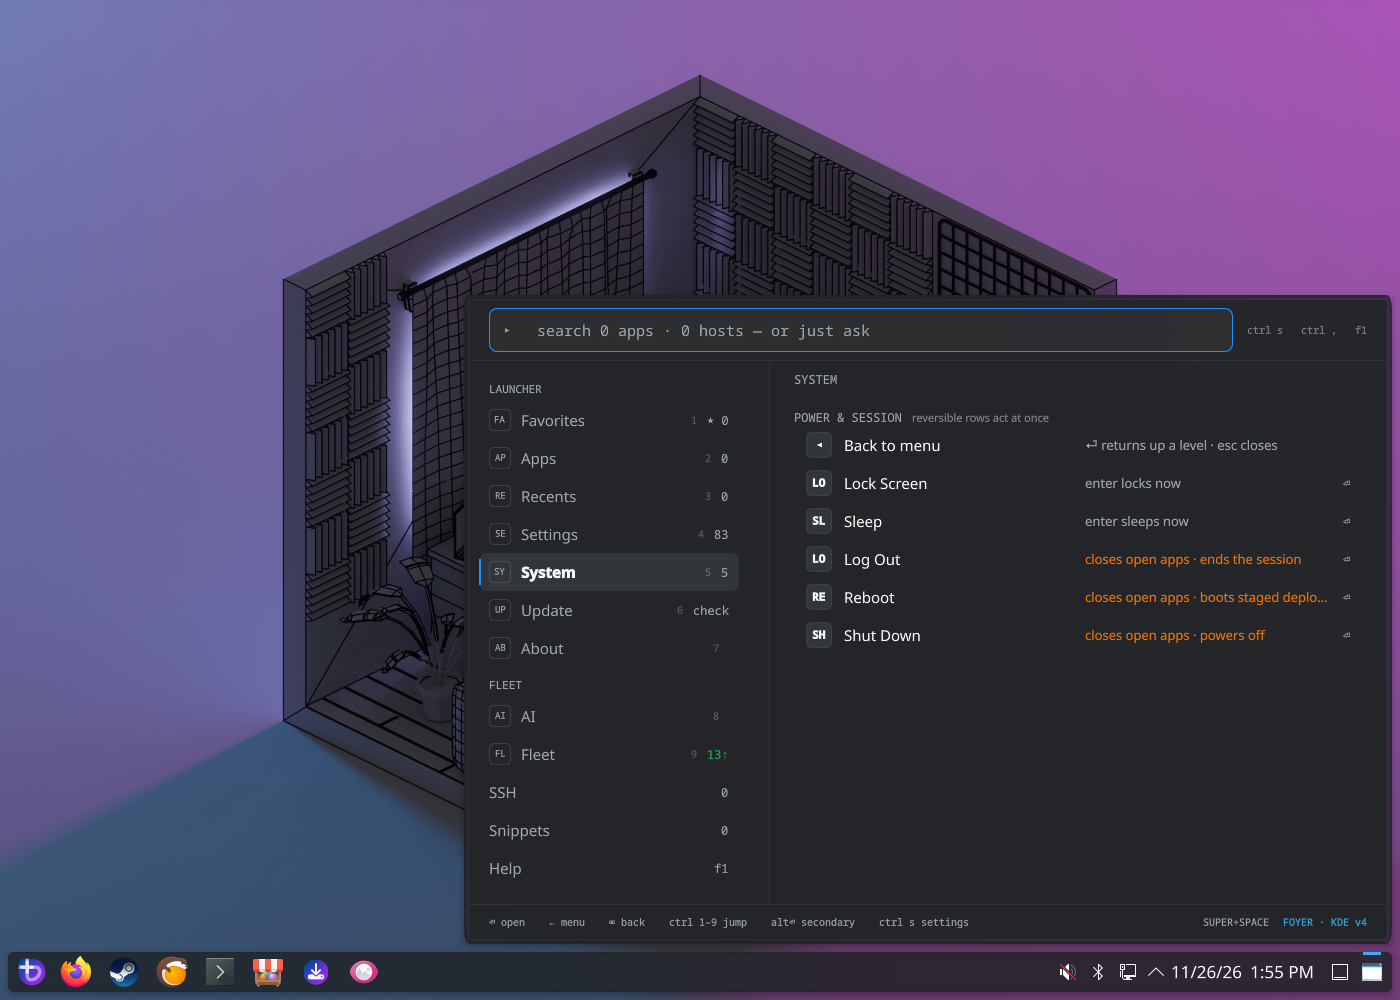 ▸ search 0 apps · 0 hosts — or just ask
ctrl s ctrl , f1
LAUNCHER
FA Favorites 1 ★ 0
AP Apps 2 0
RE Recents 3 0
SE Settings 4 83
SY System 5 5
UP Update 6 check
AB About 7
FLEET
AI AI 8
FL Fleet 9 13↑
SSH 0
Snippets 0
Help f1
SYSTEM
POWER & SESSION reversible rows act at once
◂ Back to menu ⏎ returns up a level · esc closes
LO Lock Screen enter locks now ⏎
SL Sleep enter sleeps now ⏎
LO Log Out closes open apps · ends the session ⏎
RE Reboot closes open apps · boots staged deplo... ⏎
SH Shut Down closes open apps · powers off ⏎
⏎ open ← menu ⌫ back ctrl 1-9 jump alt⏎ secondary ctrl s settings
SUPER+SPACE FOYER · KDE v4
11/26/26 1:55 PM